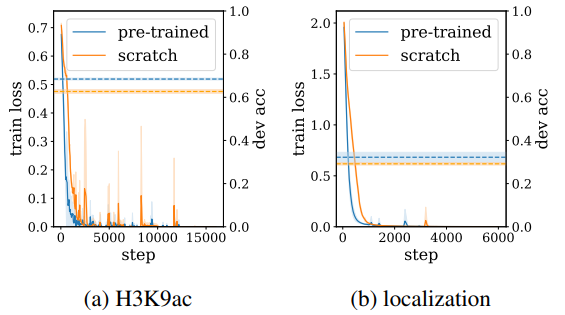 pre-trained
scratch
train loss
0.7
0.6
0.5
0.4
0.3
0.2
0.1
0.0
1.0
0.8
0.6
0.4
0.2
0.0
dev acc
0 5000 10000 15000
step
(a) H3K9ac
pre-trained
scratch
train loss
2.0
1.5
1.0
0.5
0.0
1.0
0.8
0.6
0.4
0.2
0.0
dev acc
0 2000 4000 6000
step
(b) localization